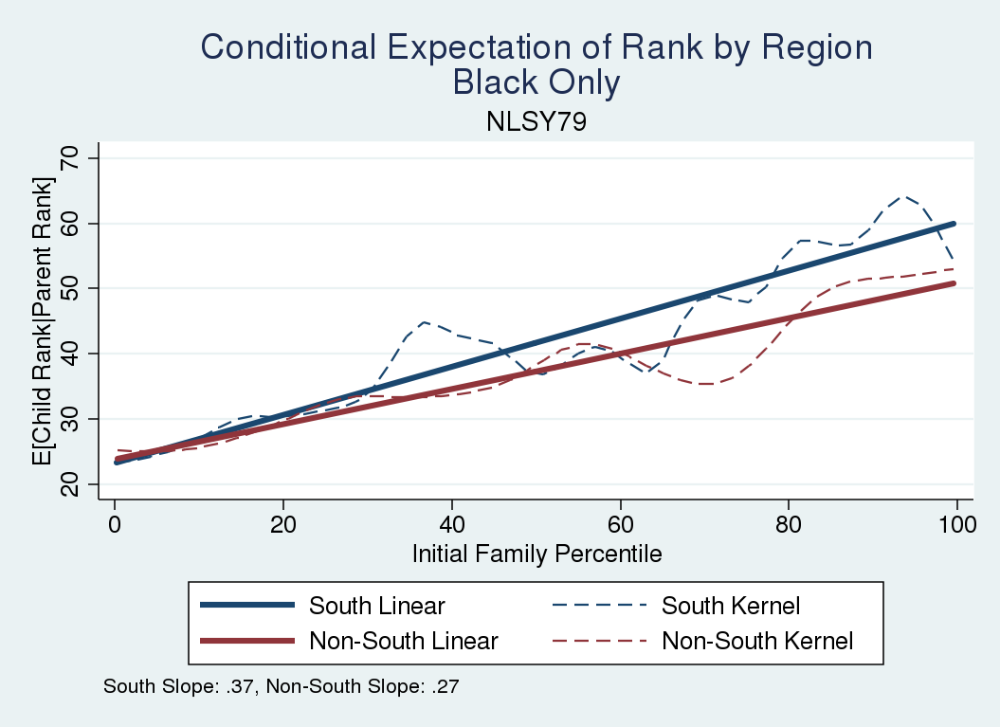 Conditional Expectation of Rank by Region
Black Only
NLSY79
E[Child Rank|Parent Rank]
70
60
50
40
30
20
0 20 40 60 80 100
Initial Family Percentile
South Linear South Kernel
Non-South Linear Non-South Kernel
South Slope: .37, Non-South Slope: .27